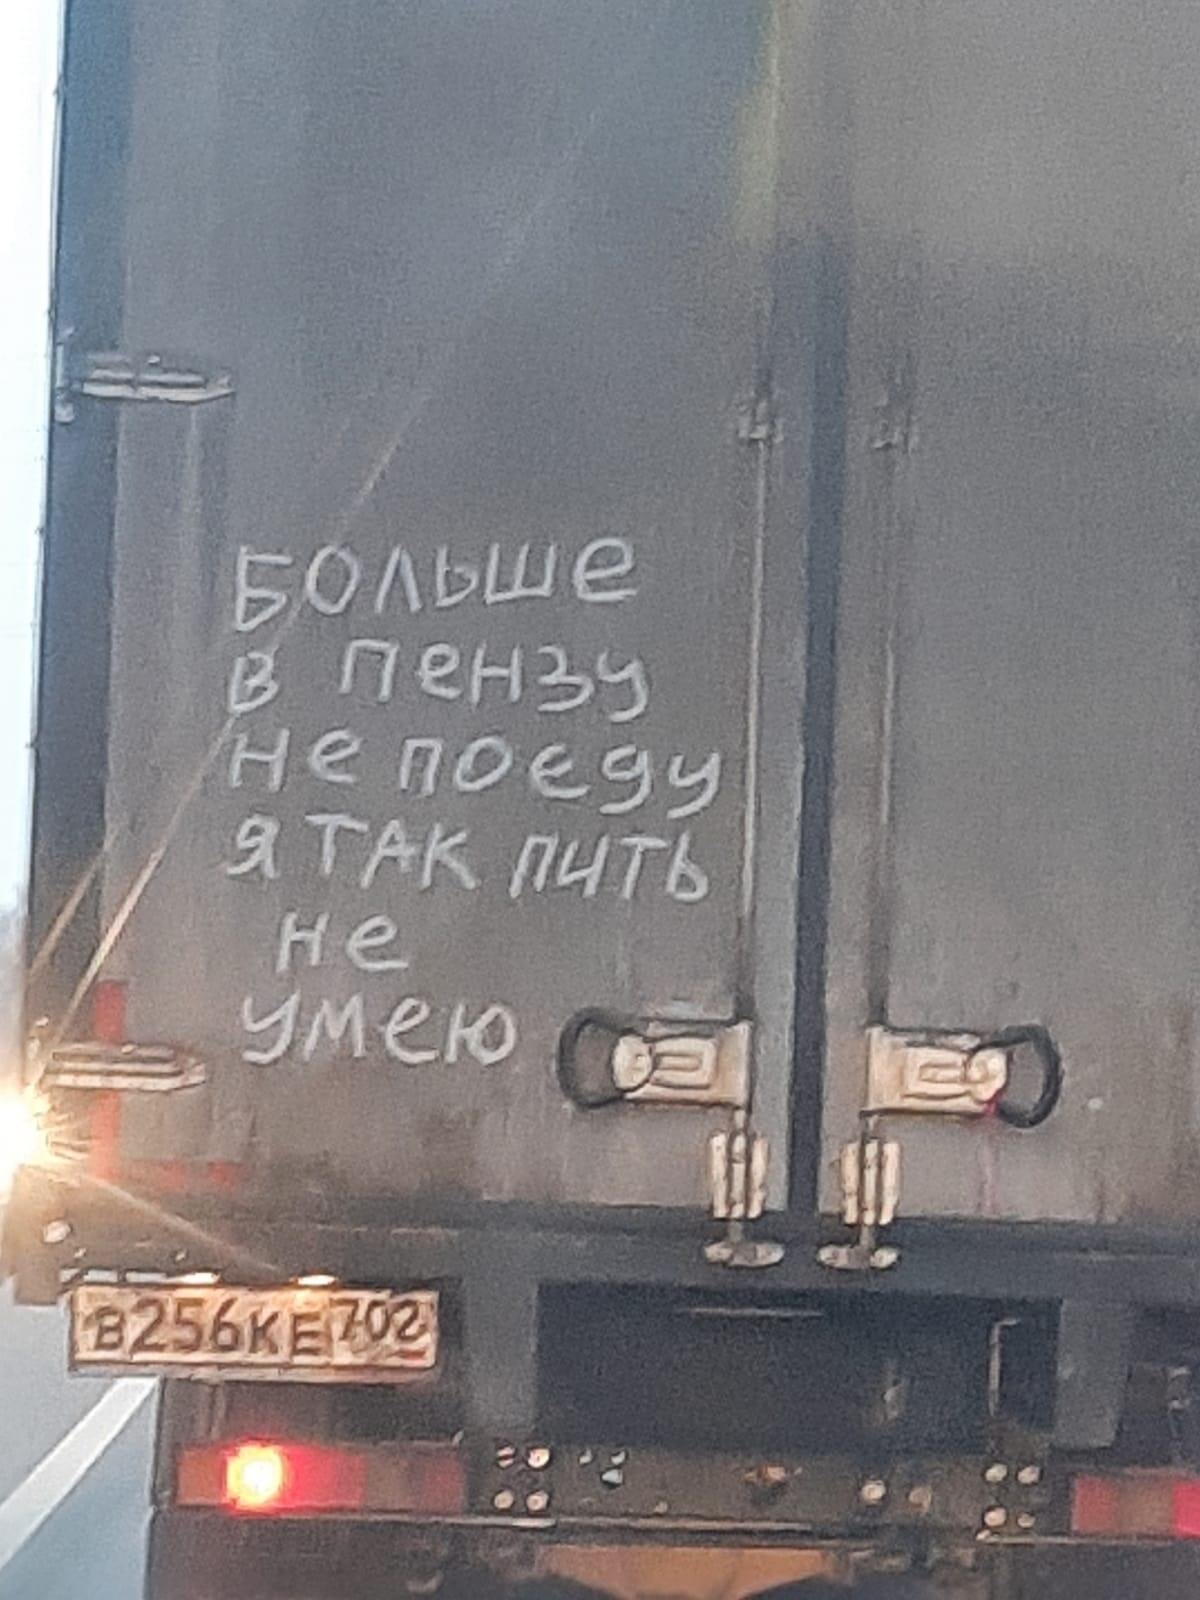 Больше
в пензу
не поеду
я ТАК пить
не
умею
В256КЕ702